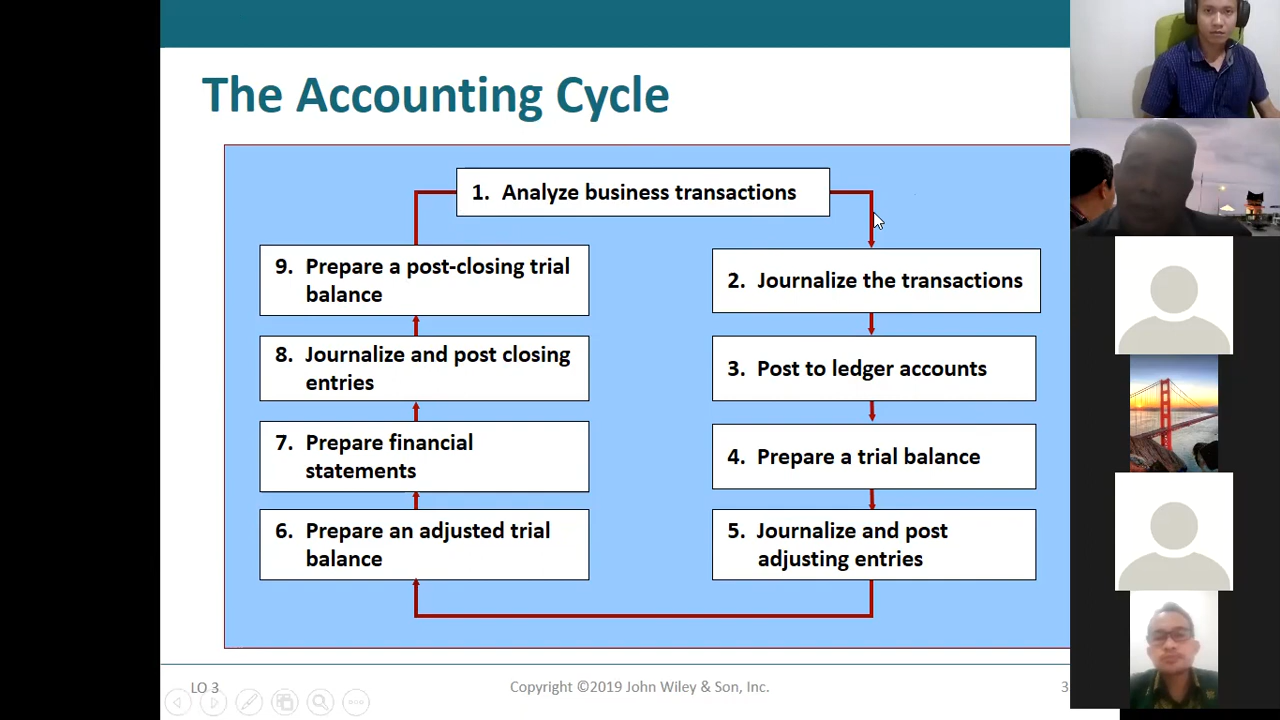 The Accounting Cycle
1. Analyze business transactions
2. Journalize the transactions
3. Post to ledger accounts
4. Prepare a trial balance
5. Journalize and post
adjusting entries
6. Prepare an adjusted trial
balance
7. Prepare financial
statements
8. Journalize and post closing
entries
9. Prepare a post-closing trial
balance
LO 3
Copyright ©2019 John Wiley & Son, Inc.
3